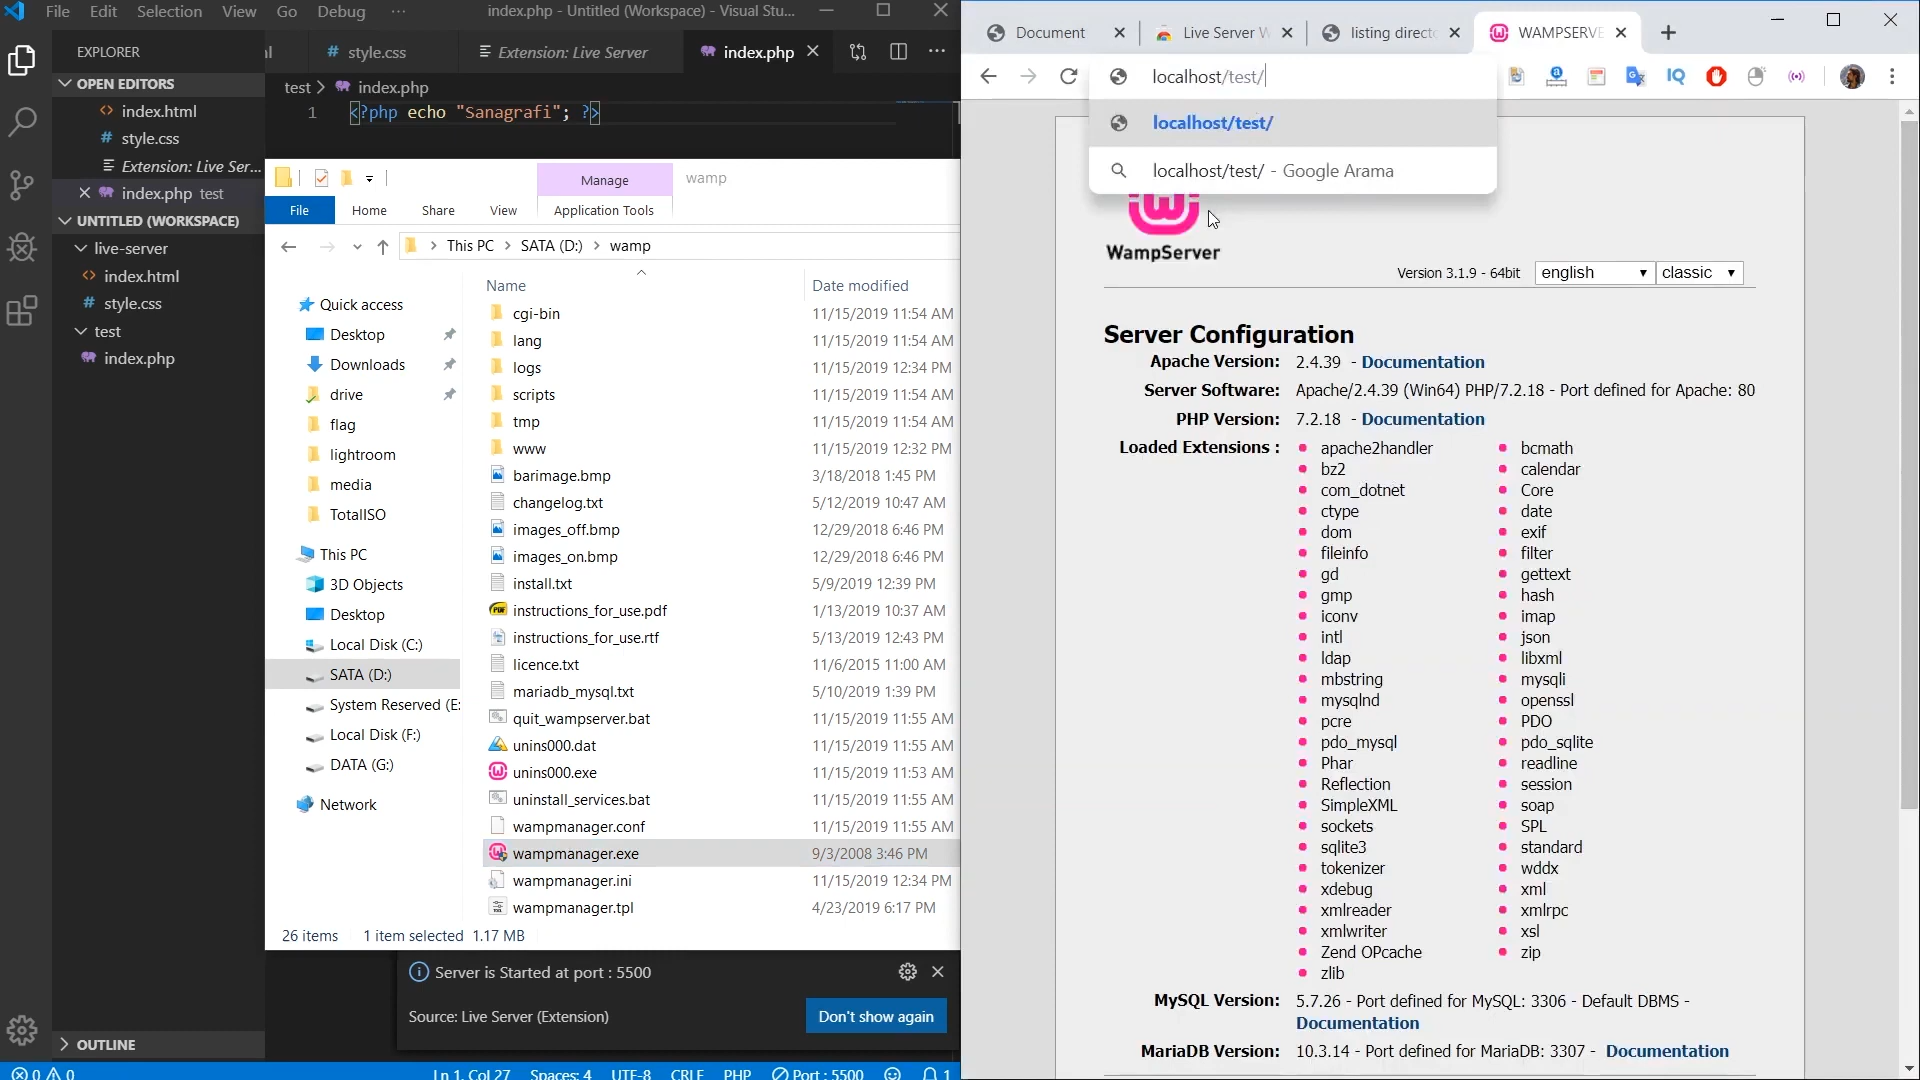 File Edit Selection View Go Debug ···
index.php - Untitled (Workspace) - Visual Stu...
EXPLORER
OPEN EDITORS
index.html
style.css
Extension: Live Ser...
index.php test
UNTITLED (WORKSPACE)
live-server
index.html
style.css
test
index.php
OUTLINE
style.css
Extension: Live Server
index.php
test > index.php
1 <?php echo "Sanagrafi"; ?>
Manage
wamp
File Home Share View Application Tools
This PC > SATA (D:) > wamp
Quick access
Desktop
Downloads
drive
flag
lightroom
media
TotalISO
This PC
3D Objects
Desktop
Local Disk (C:)
SATA (D:)
System Reserved (E:
Local Disk (F:)
DATA (G:)
Network
Name Date modified
cgi-bin 11/15/2019 11:54 AM
lang 11/15/2019 11:54 AM
logs 11/15/2019 12:34 PM
scripts 11/15/2019 11:54 AM
tmp 11/15/2019 11:54 AM
www 11/15/2019 12:32 PM
barimage.bmp 3/18/2018 1:45 PM
changelog.txt 5/12/2019 10:47 AM
images_off.bmp 12/29/2018 6:46 PM
images_on.bmp 12/29/2018 6:46 PM
install.txt 5/9/2019 12:39 PM
instructions_for_use.pdf 1/13/2019 10:37 AM
instructions_for_use.rtf 5/13/2019 12:43 PM
licence.txt 11/6/2015 11:00 AM
mariadb_mysql.txt 5/10/2019 1:39 PM
quit_wampserver.bat 11/15/2019 11:55 AM
unins000.dat 11/15/2019 11:55 AM
unins000.exe 11/15/2019 11:53 AM
uninstall_services.bat 11/15/2019 11:55 AM
wampmanager.conf 11/15/2019 11:55 AM
wampmanager.exe 9/3/2008 3:46 PM
wampmanager.ini 11/15/2019 12:34 PM
wampmanager.tpl 4/23/2019 6:17 PM
26 items 1 item selected 1.17 MB
Server is Started at port : 5500
Source: Live Server (Extension)
Don't show again
0 0 Ln 1, Col 27 Spaces: 4 UTF-8 CRLF PHP Port : 5500 1
Document
Live Server W
listing directo
WAMPSERVE
localhost/test/
localhost/test/
localhost/test/ - Google Arama
WampServer
Version 3.1.9 - 64bit english classic
Server Configuration
Apache Version: 2.4.39 - Documentation
Server Software: Apache/2.4.39 (Win64) PHP/7.2.18 - Port defined for Apache: 80
PHP Version: 7.2.18 - Documentation
Loaded Extensions : apache2handler bcmath
bz2 calendar
com_dotnet Core
ctype date
dom exif
fileinfo filter
gd gettext
gmp hash
iconv imap
intl json
ldap libxml
mbstring mysqli
mysqlnd openssl
pcre PDO
pdo_mysql pdo_sqlite
Phar readline
Reflection session
SimpleXML soap
sockets SPL
sqlite3 standard
tokenizer wddx
xdebug xml
xmlreader xmlrpc
xmlwriter xsl
Zend OPcache zip
zlib
MySQL Version: 5.7.26 - Port defined for MySQL: 3306 - Default DBMS -
Documentation
MariaDB Version: 10.3.14 - Port defined for MariaDB: 3307 - Documentation